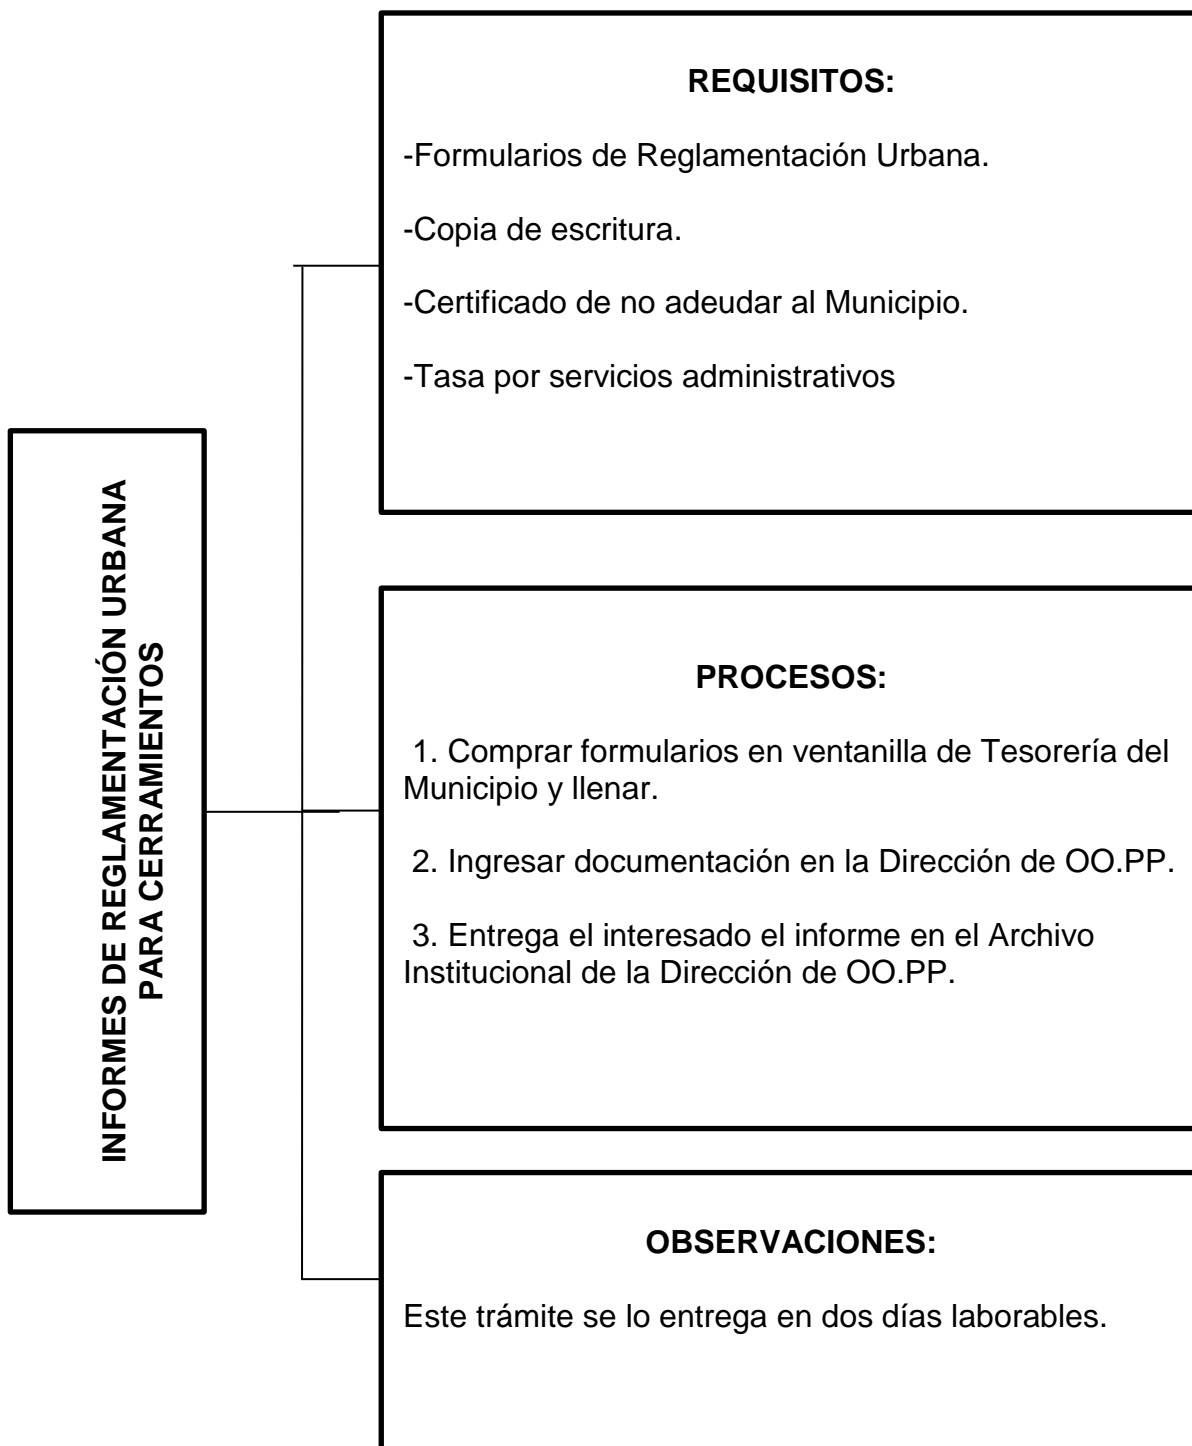 INFORMES DE REGLAMENTACIÓN URBANA
PARA CERRAMIENTOS
REQUISITOS:
-Formularios de Reglamentación Urbana.
-Copia de escritura.
-Certificado de no adeudar al Municipio.
-Tasa por servicios administrativos
PROCESOS:
1. Comprar formularios en ventanilla de Tesorería del
Municipio y llenar.
2. Ingresar documentación en la Dirección de OO.PP.
3. Entrega el interesado el informe en el Archivo
Institucional de la Dirección de OO.PP.
OBSERVACIONES:
Este trámite se lo entrega en dos días laborables.